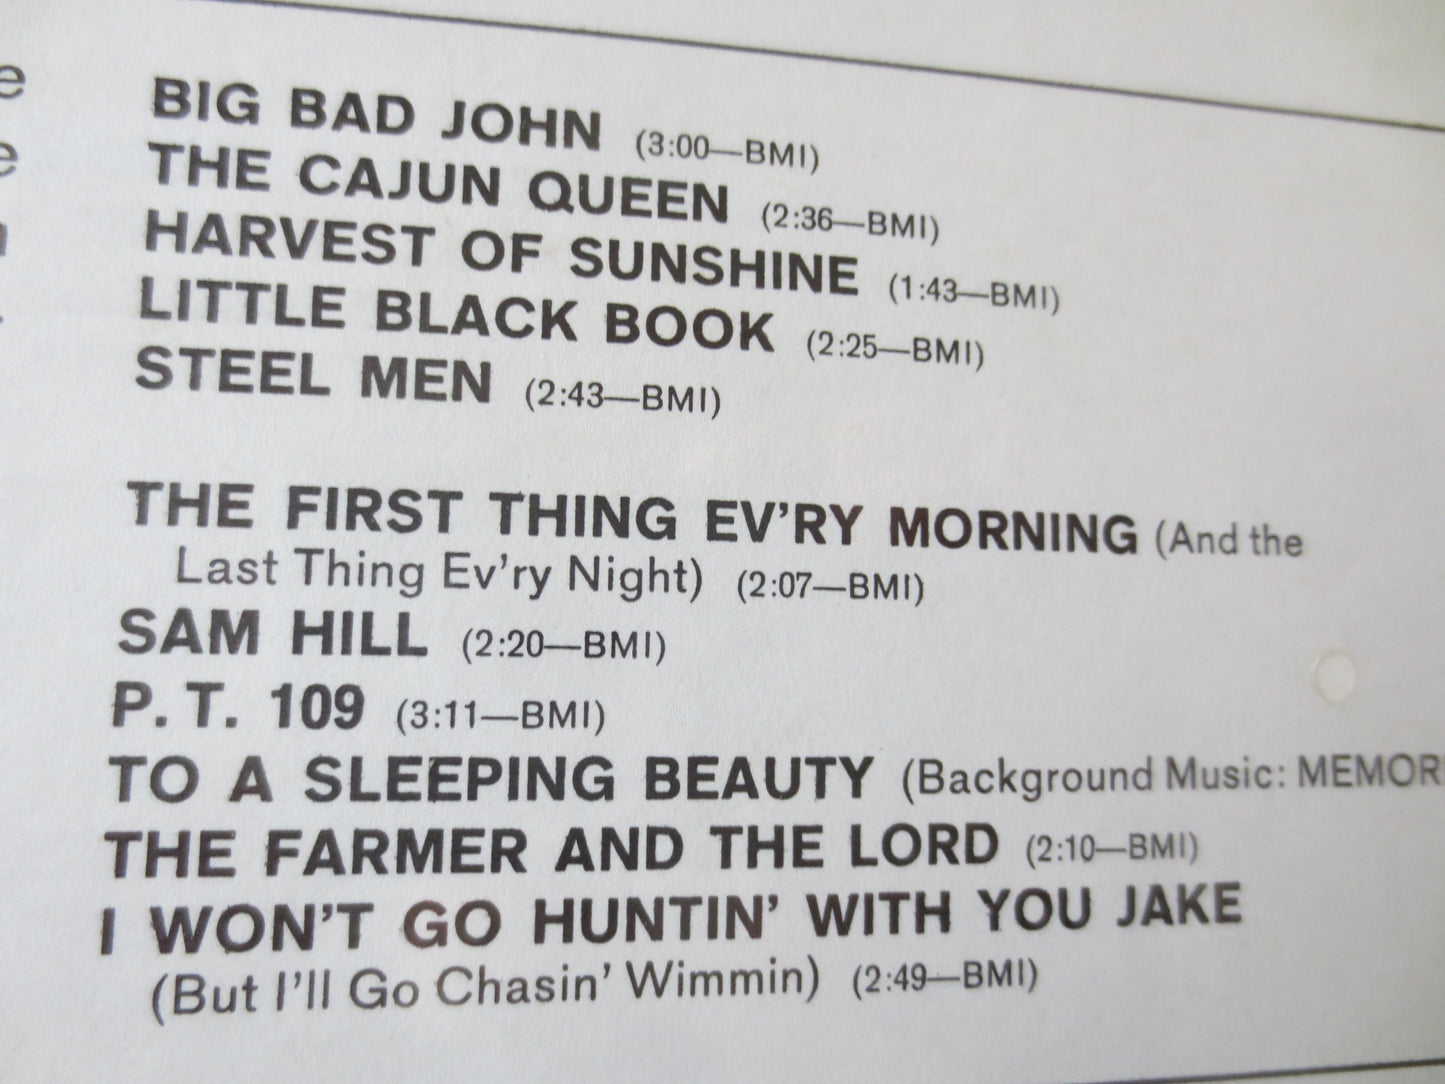 BIG BAD JOHN (3:00—BMI)
THE CAJUN QUEEN (2:36—BMI)
HARVEST OF SUNSHINE (1:43—BMI)
LITTLE BLACK BOOK (2:25—BMI)
STEEL MEN (2:43—BMI)
THE FIRST THING EV'RY MORNING (And the
Last Thing Ev'ry Night) (2:07—BMI)
SAM HILL (2:20—BMI)
P. T. 109 (3:11—BMI)
TO A SLEEPING BEAUTY (Background Music:
THE FARMER AND THE LORD (2:10—BMI)
I WON'T GO HUNTIN' WITH YOU JAKE
(But I'll Go Chasin' Wimmin) (2:49—BMI)